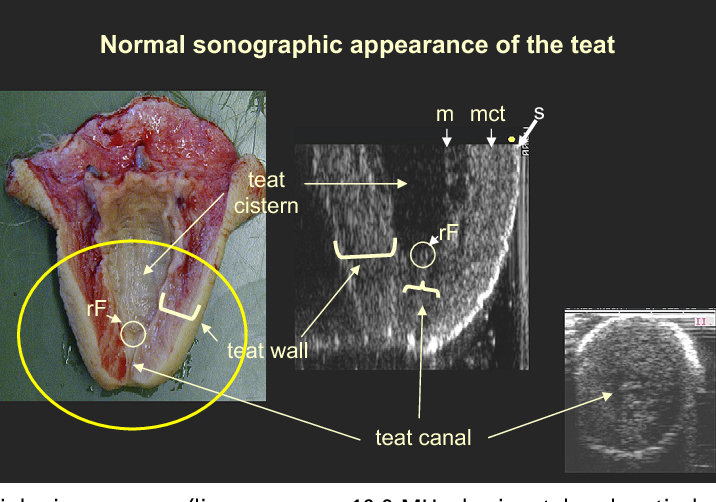 Normal sonographic appearance of the teat
m mct s
teat
cistern
rF
rF
teat wall
teat canal